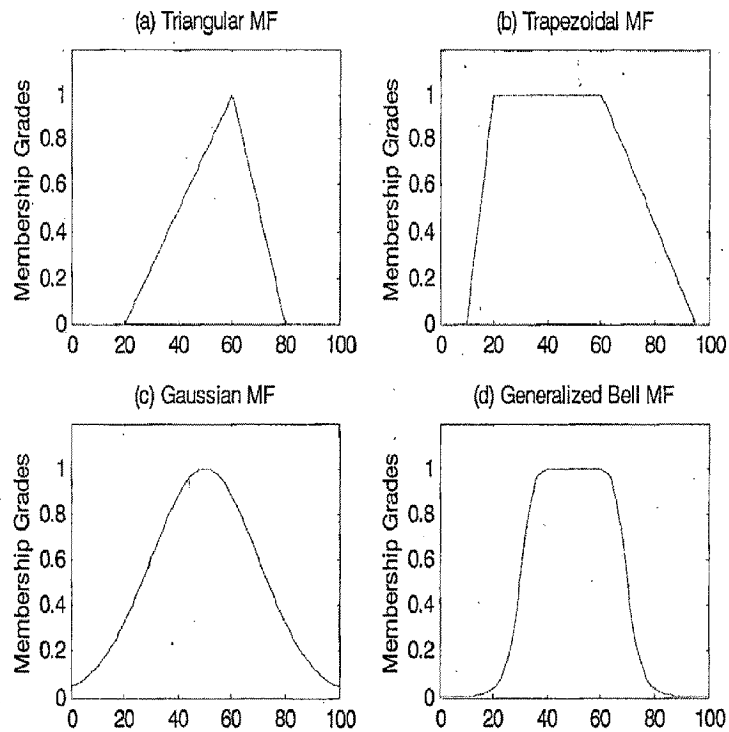 (a) Triangular MF
(b) Trapezoidal MF
Membership Grades
1
0.8
0.6
0.4
0.2
0
0 20 40 60 80 100
Membership Grades
1
0.8
0.6
0.4
0.2
0
0 20 40 60 80 100
(c) Gaussian MF
(d) Generalized Bell MF
Membership Grades
1
0.8
0.6
0.4
0.2
0
0 20 40 60 80 100
Membership Grades
1
0.8
0.6
0.4
0.2
0
0 20 40 60 80 100